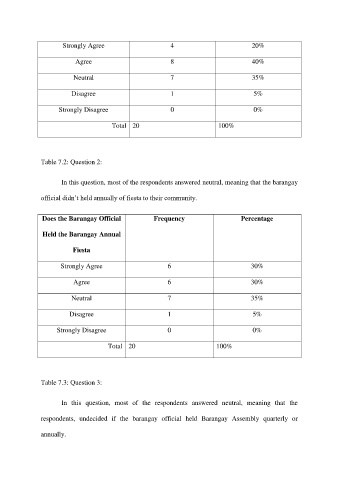 Strongly Agree 4 20%
Agree 8 40%
Neutral 7 35%
Disagree 1 5%
Strongly Disagree 0 0%
Total 20 100%
Table 7.2: Question 2:
In this question, most of the respondents answered neutral, meaning that the barangay
official didn't held annually of fiesta to their community.
Does the Barangay Official Frequency Percentage
Held the Barangay Annual
Fiesta
Strongly Agree 6 30%
Agree 6 30%
Neutral 7 35%
Disagree 1 5%
Strongly Disagree 0 0%
Total 20 100%
Table 7.3: Question 3:
In this question, most of the respondents answered neutral, meaning that the
respondents, undecided if the barangay official held Barangay Assembly quarterly or
annually.